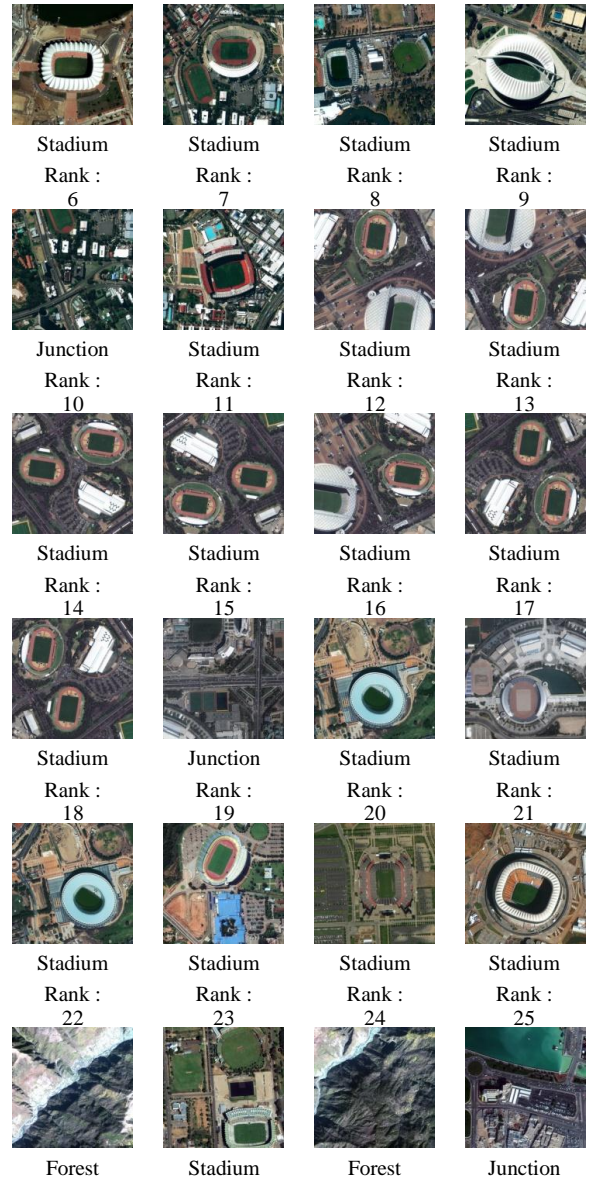 Stadium Stadium Stadium Stadium
Rank : Rank : Rank : Rank :
6 7 8 9
Junction Stadium Stadium Stadium
Rank : Rank : Rank : Rank :
10 11 12 13
Stadium Stadium Stadium Stadium
Rank : Rank : Rank : Rank :
14 15 16 17
Stadium Junction Stadium Stadium
Rank : Rank : Rank : Rank :
18 19 20 21
Stadium Stadium Stadium Stadium
Rank : Rank : Rank : Rank :
22 23 24 25
Forest Stadium Forest Junction